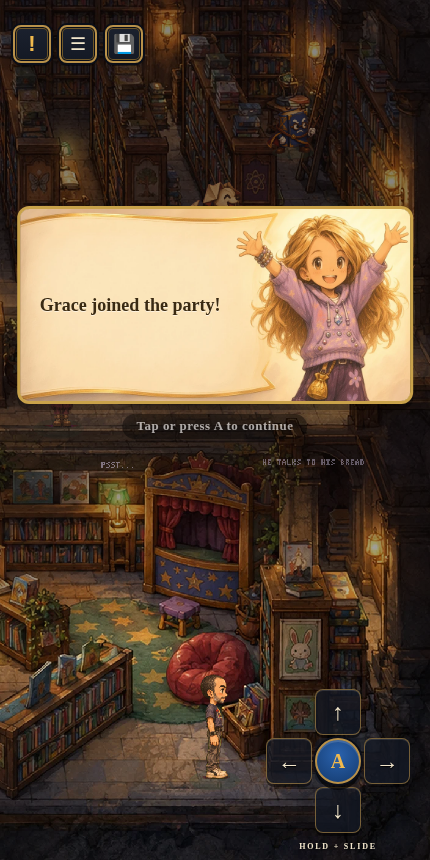 !
Grace joined the party!
Tap or press A to continue
PSST...
HE TALKS TO HIS BREAD
↑
← A →
↓
HOLD + SLIDE